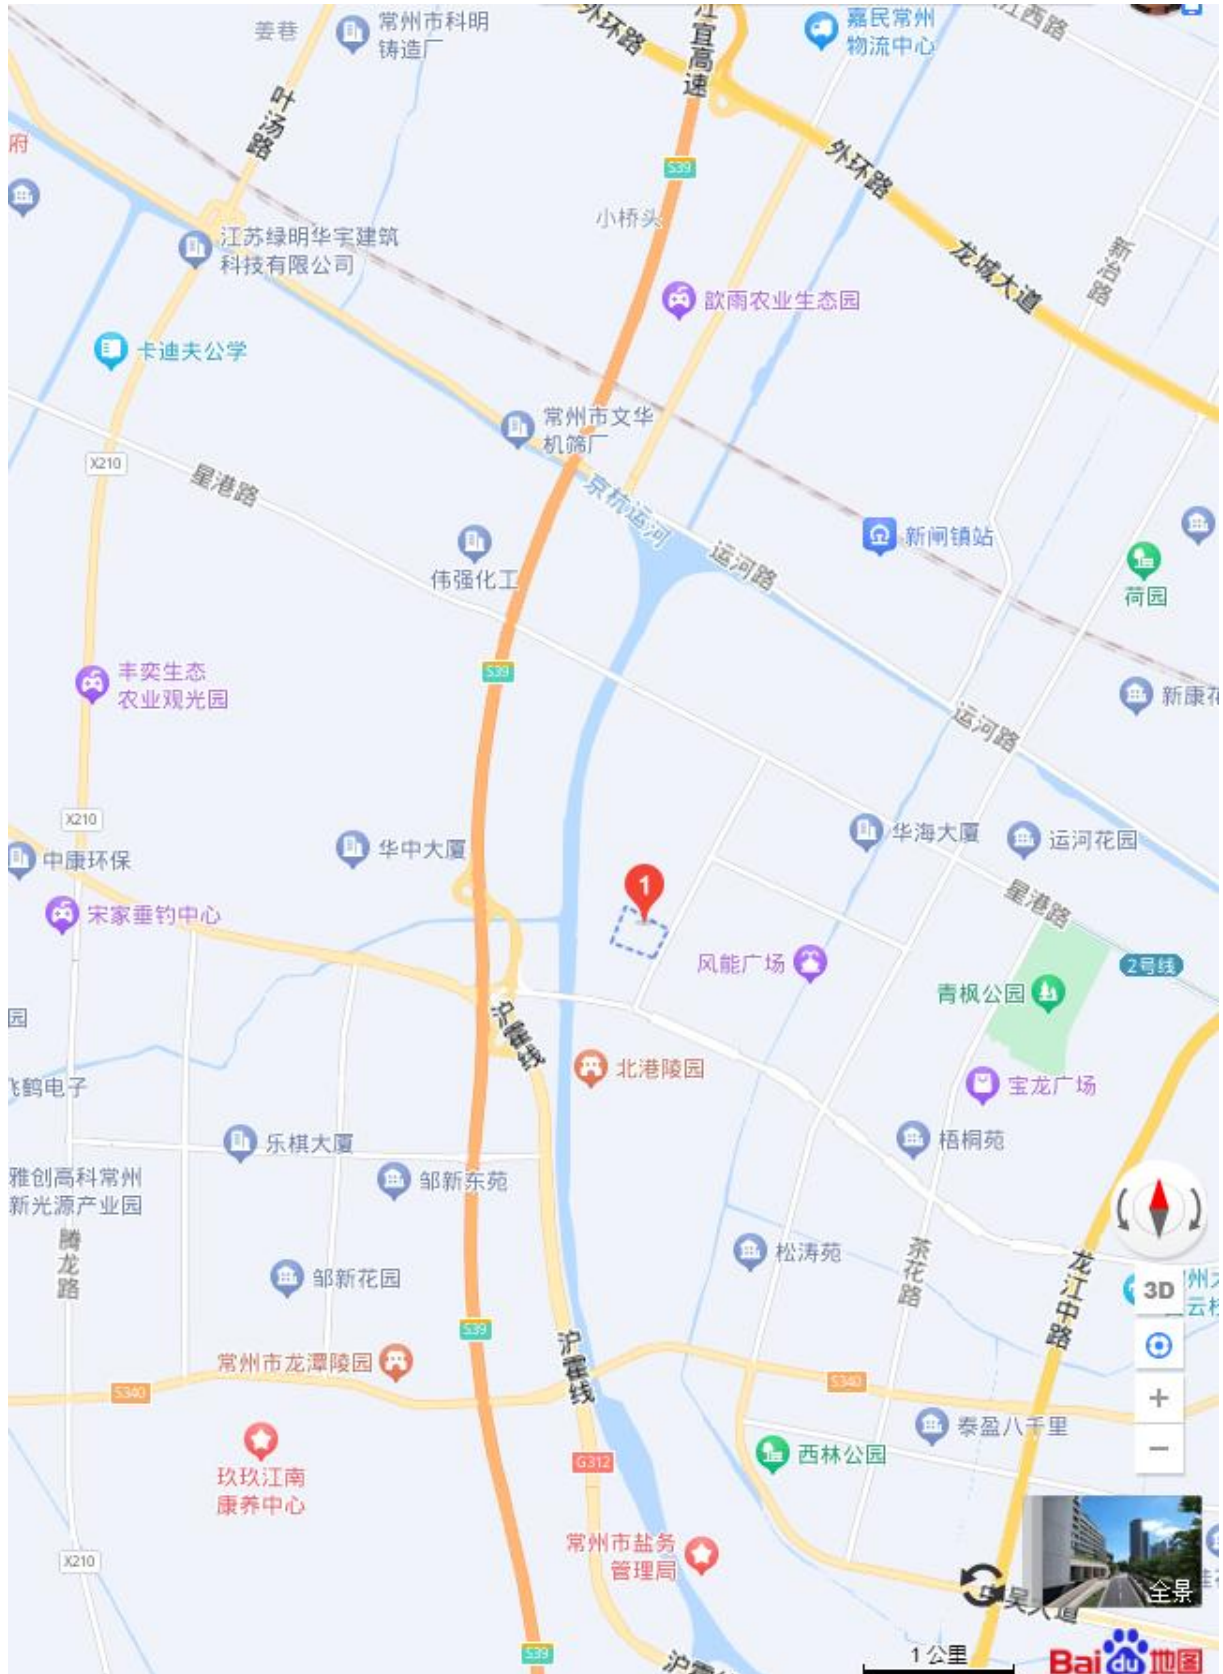 江宜高速
外环路
江西路
姜巷
常州市科明
铸造厂
嘉民常州
物流中心
叶汤路
府
S39
外环路
小桥头
江苏绿明华宇建筑
科技有限公司
龙城大道
新冶路
歆雨农业生态园
卡迪夫公学
常州市文华
机筛厂
X210
星港路
京杭运河
新闸镇站
运河路
伟强化工
荷园
S39
丰奕生态
农业观光园
新康花
运河路
X210
华中大厦
华海大厦
运河花园
中康环保
1
星港路
宋家垂钓中心
风能广场
2号线
青枫公园
园
沪霍线
北港陵园
飞鹤电子
宝龙广场
乐棋大厦
梧桐苑
雅创高科常州
新光源产业园
邹新东苑
腾龙路
松涛苑
茶花路
龙江中路
邹新花园
3D
州大
云校
S39
沪霍线
常州市龙潭陵园
S340
S340
泰盈八千里
玖玖江南
康养中心
G312
西林公园
X210
常州市盐务
管理局
全景
中吴大道
S39
沪霍线
1 公里
Bai du 地图